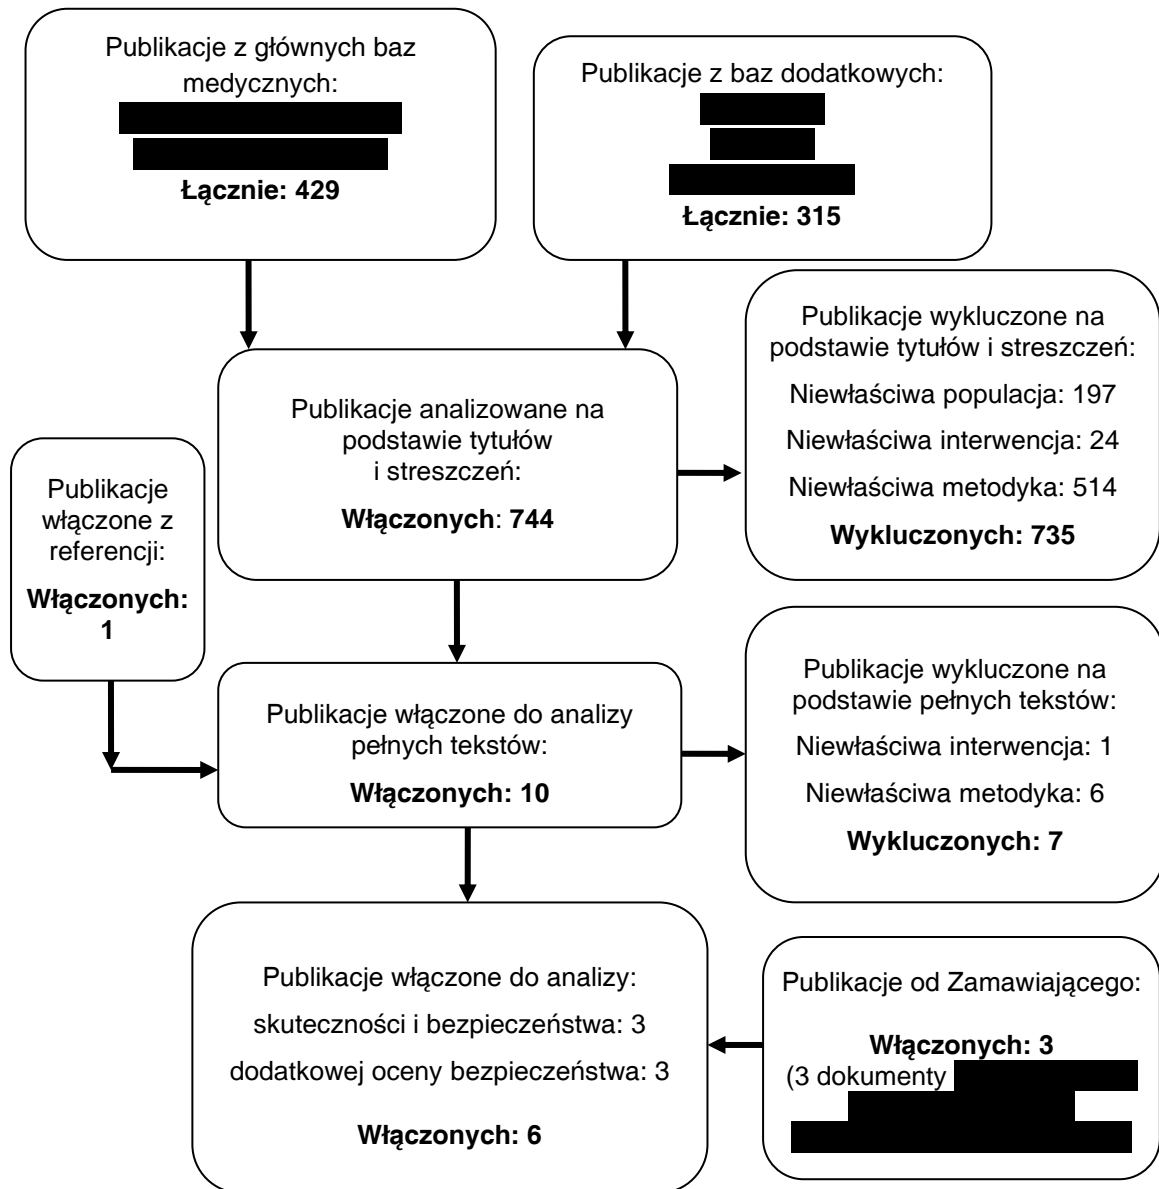 Publikacje z głównych baz
medycznych:
Łącznie: 429
Publikacje z baz dodatkowych:
Łącznie: 315
Publikacje analizowane na
podstawie tytułów
i streszczeń:
Włączonych: 744
Publikacje wykluczone na
podstawie tytułów i streszczeń:
Niewłaściwa populacja: 197
Niewłaściwa interwencja: 24
Niewłaściwa metodyka: 514
Wykluczonych: 735
Publikacje
włączone z
referencji:
Włączonych:
1
Publikacje włączone do analizy
pełnych tekstów:
Włączonych: 10
Publikacje wykluczone na
podstawie pełnych tekstów:
Niewłaściwa interwencja: 1
Niewłaściwa metodyka: 6
Wykluczonych: 7
Publikacje włączone do analizy:
skuteczności i bezpieczeństwa: 3
dodatkowej oceny bezpieczeństwa: 3
Włączonych: 6
Publikacje od Zamawiającego:
Włączonych: 3
(3 dokumenty